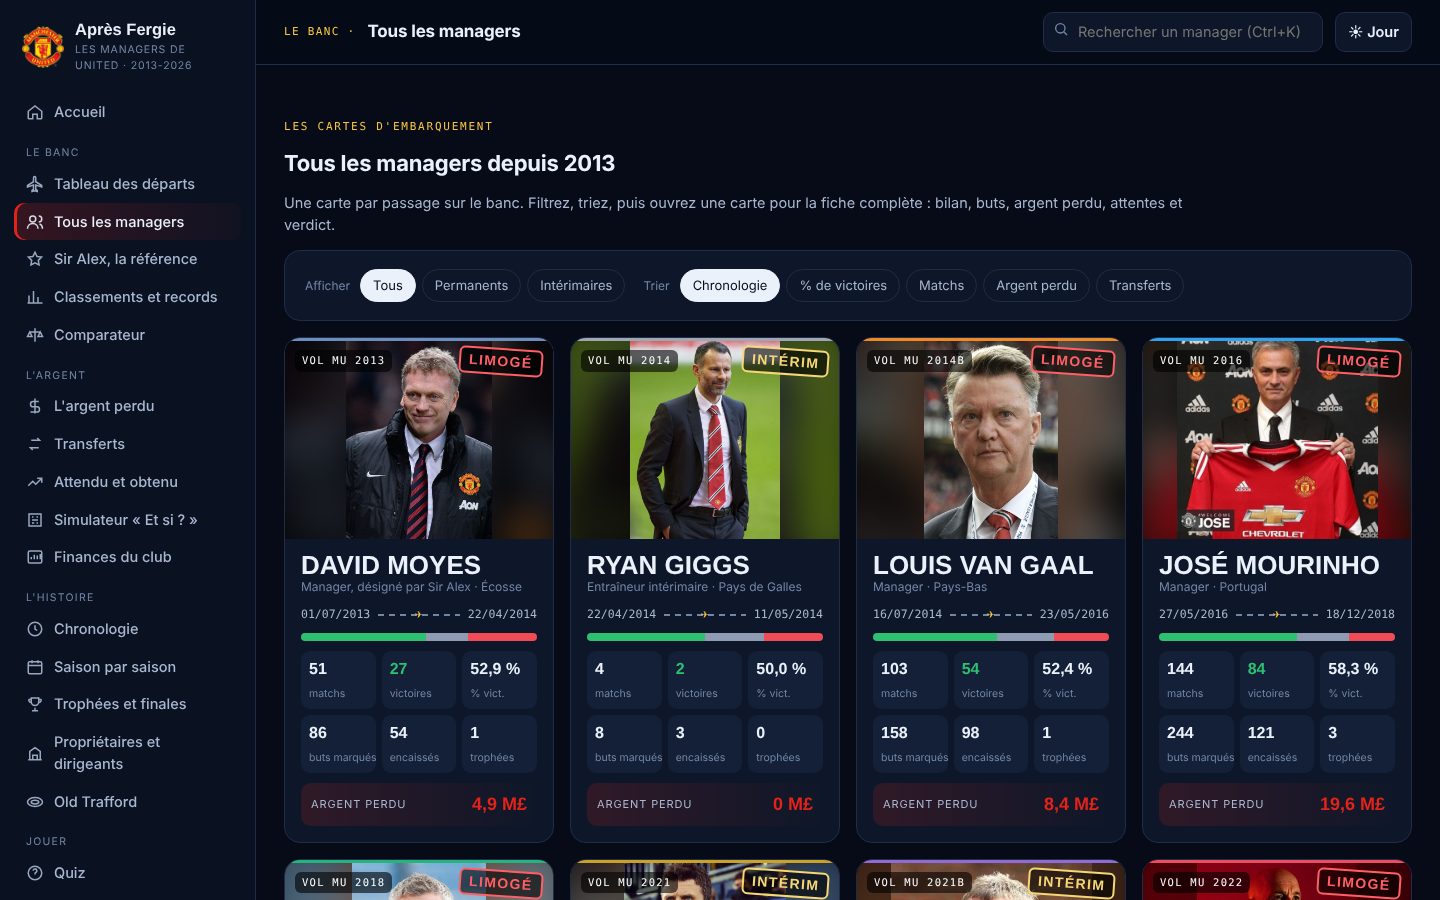 Après Fergie
LES MANAGERS DE
UNITED · 2013-2026
Accueil
LE BANC
Tableau des départs
Tous les managers
Sir Alex, la référence
Classements et records
Comparateur
L'ARGENT
L'argent perdu
Transferts
Attendu et obtenu
Simulateur « Et si ? »
Finances du club
L'HISTOIRE
Chronologie
Saison par saison
Trophées et finales
Propriétaires et
dirigeants
Old Trafford
JOUER
Quiz
LE BANC · Tous les managers
Rechercher un manager (Ctrl+K)
Jour
LES CARTES D'EMBARQUEMENT
Tous les managers depuis 2013
Une carte par passage sur le banc. Filtrez, triez, puis ouvrez une carte pour la fiche complète : bilan, buts, argent perdu, attentes et
verdict.
Afficher Tous Permanents Intérimaires Trier Chronologie % de victoires Matchs Argent perdu Transferts
VOL MU 2013 LIMOGÉ
AON
DAVID MOYES
Manager, désigné par Sir Alex · Écosse
01/07/2013 22/04/2014
51 27 52,9 %
matchs victoires % vict.
86 54 1
buts marqués encaissés trophées
ARGENT PERDU 4,9 M£
VOL MU 2014 INTÉRIM
RYAN GIGGS
Entraîneur intérimaire · Pays de Galles
22/04/2014 11/05/2014
4 2 50,0 %
matchs victoires % vict.
8 3 0
buts marqués encaissés trophées
ARGENT PERDU 0 M£
VOL MU 2014B LIMOGÉ
LOUIS VAN GAAL
Manager · Pays-Bas
16/07/2014 23/05/2016
103 54 52,4 %
matchs victoires % vict.
158 98 1
buts marqués encaissés trophées
ARGENT PERDU 8,4 M£
VOL MU 2016 LIMOGÉ
AON
adidas
adidas
AON
#WELCOME
JOSE
CHEVROLET
JOSÉ MOURINHO
Manager · Portugal
27/05/2016 18/12/2018
144 84 58,3 %
matchs victoires % vict.
244 121 3
buts marqués encaissés trophées
ARGENT PERDU 19,6 M£
VOL MU 2018 LIMOGÉ
VOL MU 2021 INTÉRIM
VOL MU 2021B INTÉRIM
VOL MU 2022 LIMOGÉ